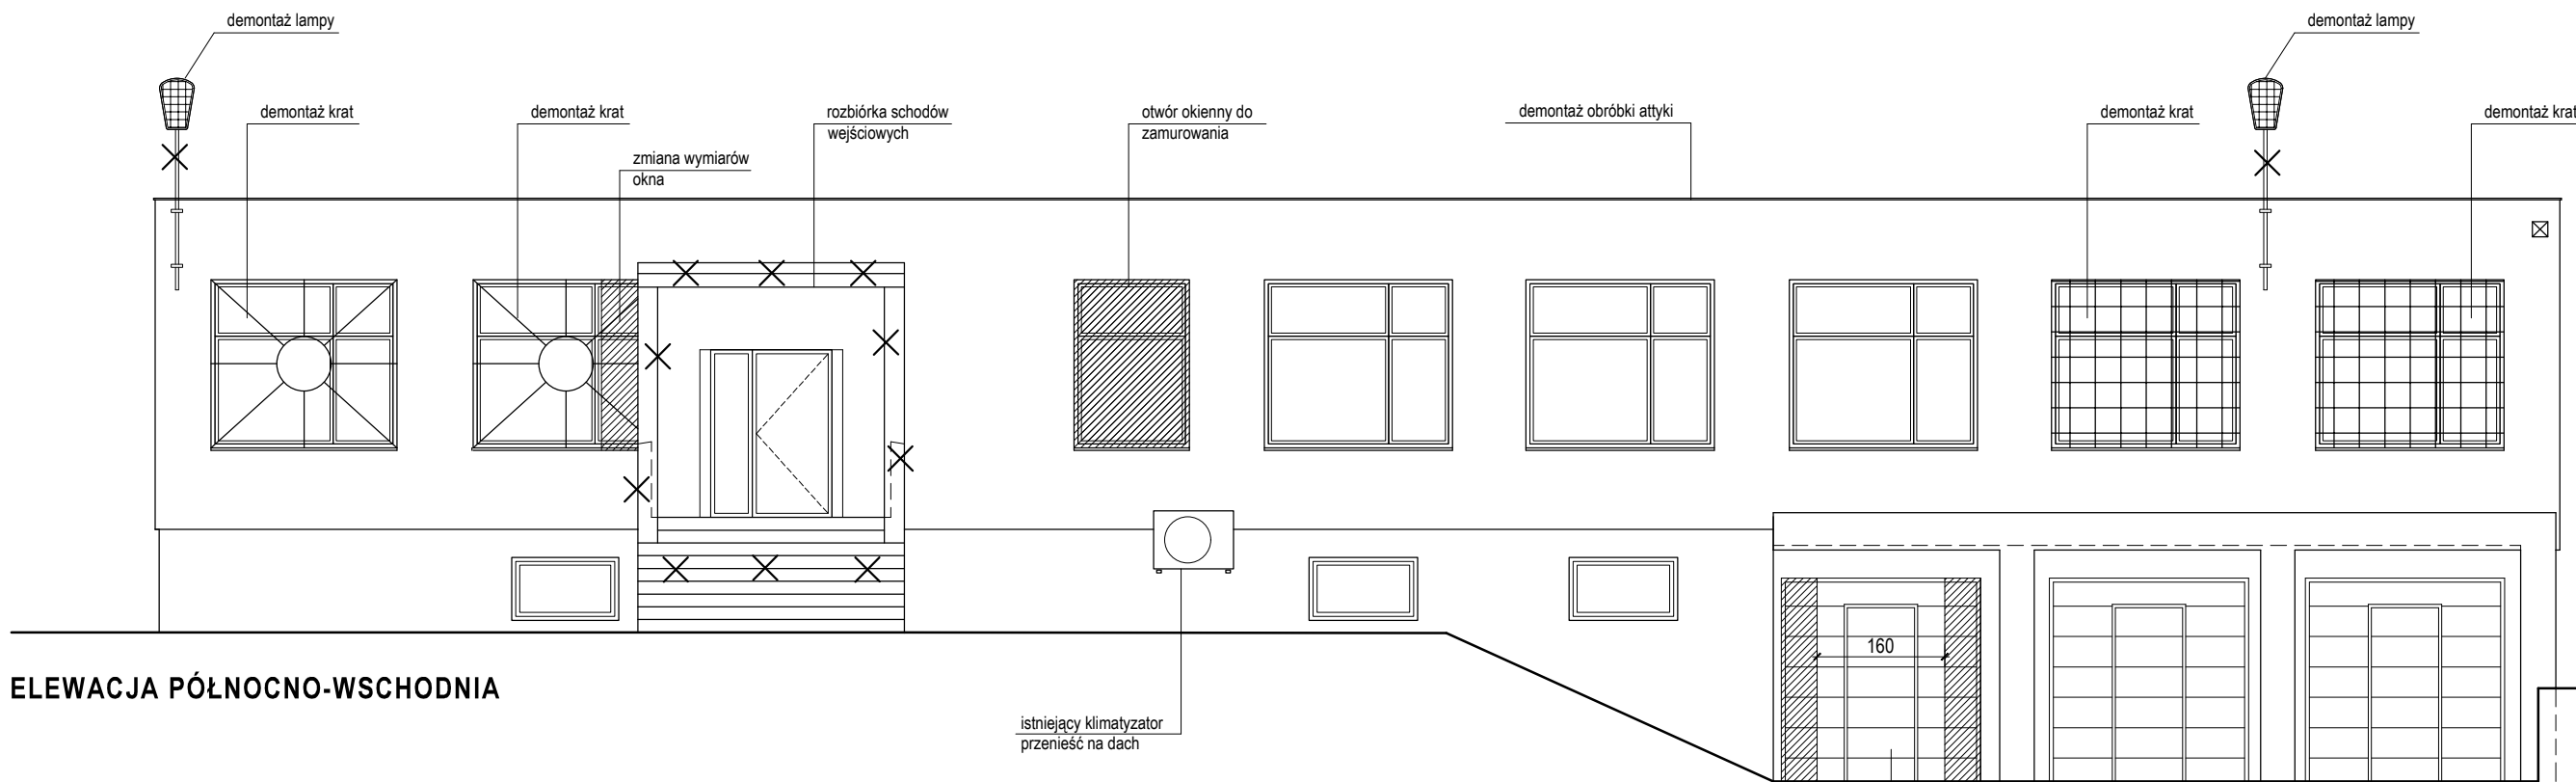 demontaż lampy
demontaż lampy
demontaż krat
demontaż krat
rozbiórka schodów
wejściowych
otwór okienny do
zamurowania
demontaż obróbki attyki
demontaż krat
demontaż krat
zmiana wymiarów
okna
160
ELEWACJA PÓŁNOCNO-WSCHODNIA
istniejący klimatyzator
przenieść na dach